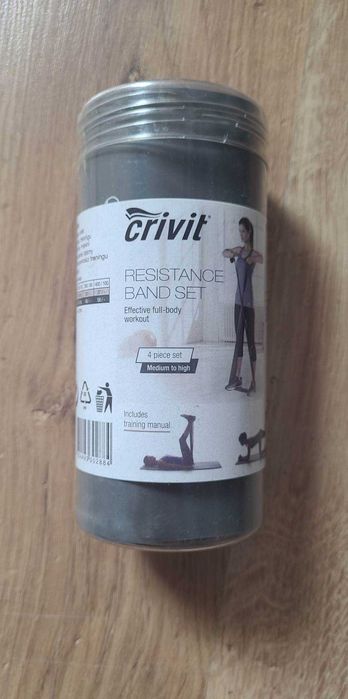 crivit
RESISTANCE
BAND SET
Effective full-body
workout
4 piece set
Medium to high
Includes
training manual